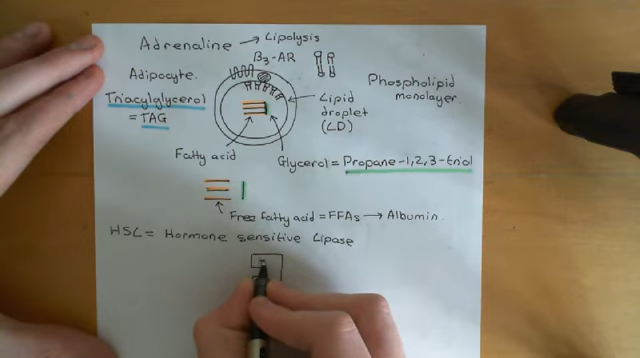 Adrenaline → Lipolysis
β3-AR
Adipocyte.
Triacylglycerol
= TAG
Phospholipid
monolayer.
Lipid
droplet
(LD)
Fatty acid
Glycerol = Propane-1,2,3-triol
Free fatty acid = FFAs → Albumin.
HSL = Hormone sensitive Lipase